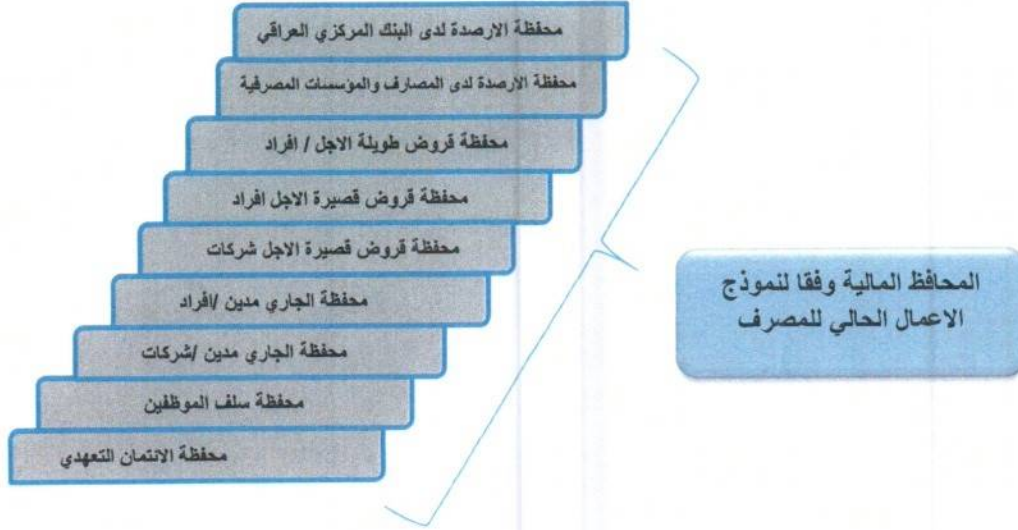 محفظة الارصدة لدى البنك المركزي العراقي
محفظة الارصدة لدى المصارف والمؤسسات المصرفية
محفظة قروض طويلة الاجل / افراد
محفظة قروض قصيرة الاجل افراد
محفظة قروض قصيرة الاجل شركات
محفظة الجاري مدين /افراد
محفظة الجاري مدين /شركات
محفظة سلف الموظفين
محفظة الائتمان التعهدي
المحافظ المالية وفقا لنموذج
الاعمال الحالي للمصرف